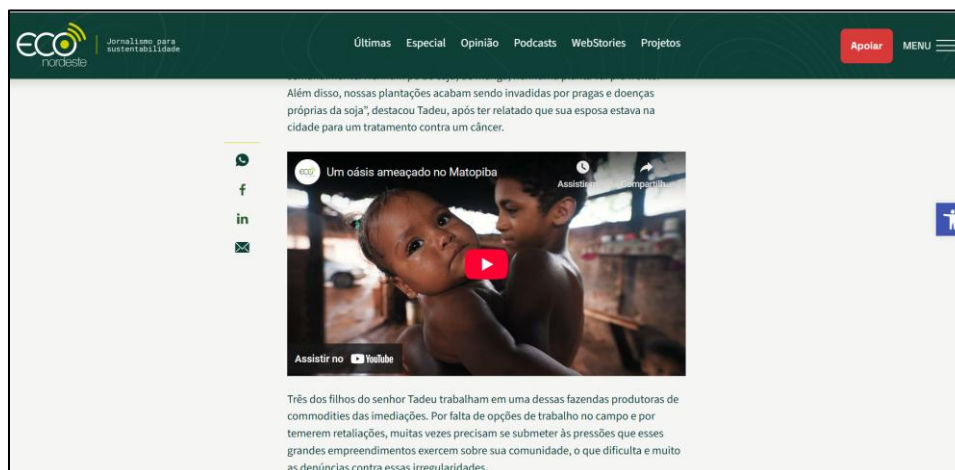 eco
nordeste
Jornalismo para
sustentabilidade
Últimas Especial Opinião Podcasts WebStories Projetos
Apoiar
MENU
Além disso, nossas plantações acabam sendo invadidas por pragas e doenças
próprias da soja”, destacou Tadeu, após ter relatado que sua esposa estava na
cidade para um tratamento contra um câncer.
eco
Um oásis ameaçado no Matopiba
Assistir no YouTube
Três dos filhos do senhor Tadeu trabalham em uma dessas fazendas produtoras de
commodities das imediações. Por falta de opções de trabalho no campo e por
temerem retaliações, muitas vezes precisam se submeter às pressões que esses
grandes empreendimentos exercem sobre sua comunidade, o que dificulta e muito
as denúncias contra essas irregularidades.